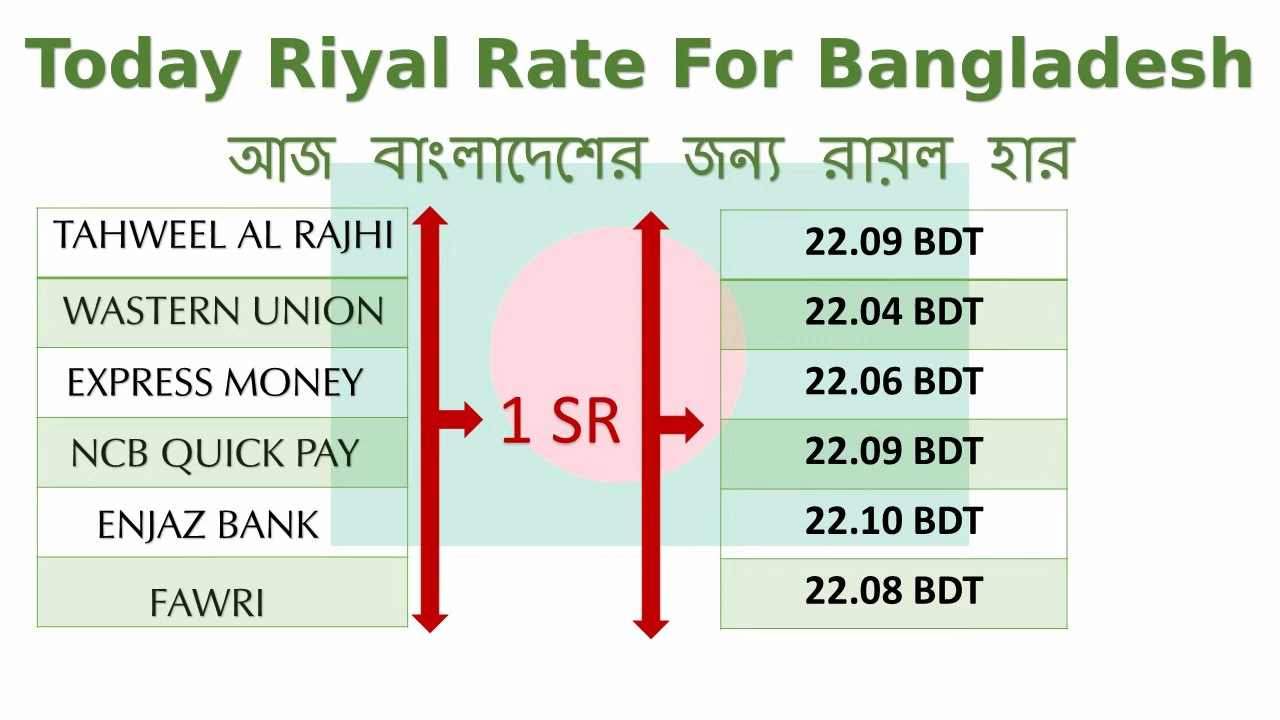 Today Riyal Rate For Bangladesh
আজ বাংলাদেশের জন্য রায়ল হার
TAHWEEL AL RAJHI 22.09 BDT
WASTERN UNION 22.04 BDT
EXPRESS MONEY 22.06 BDT
1 SR
NCB QUICK PAY 22.09 BDT
ENJAZ BANK 22.10 BDT
FAWRI 22.08 BDT